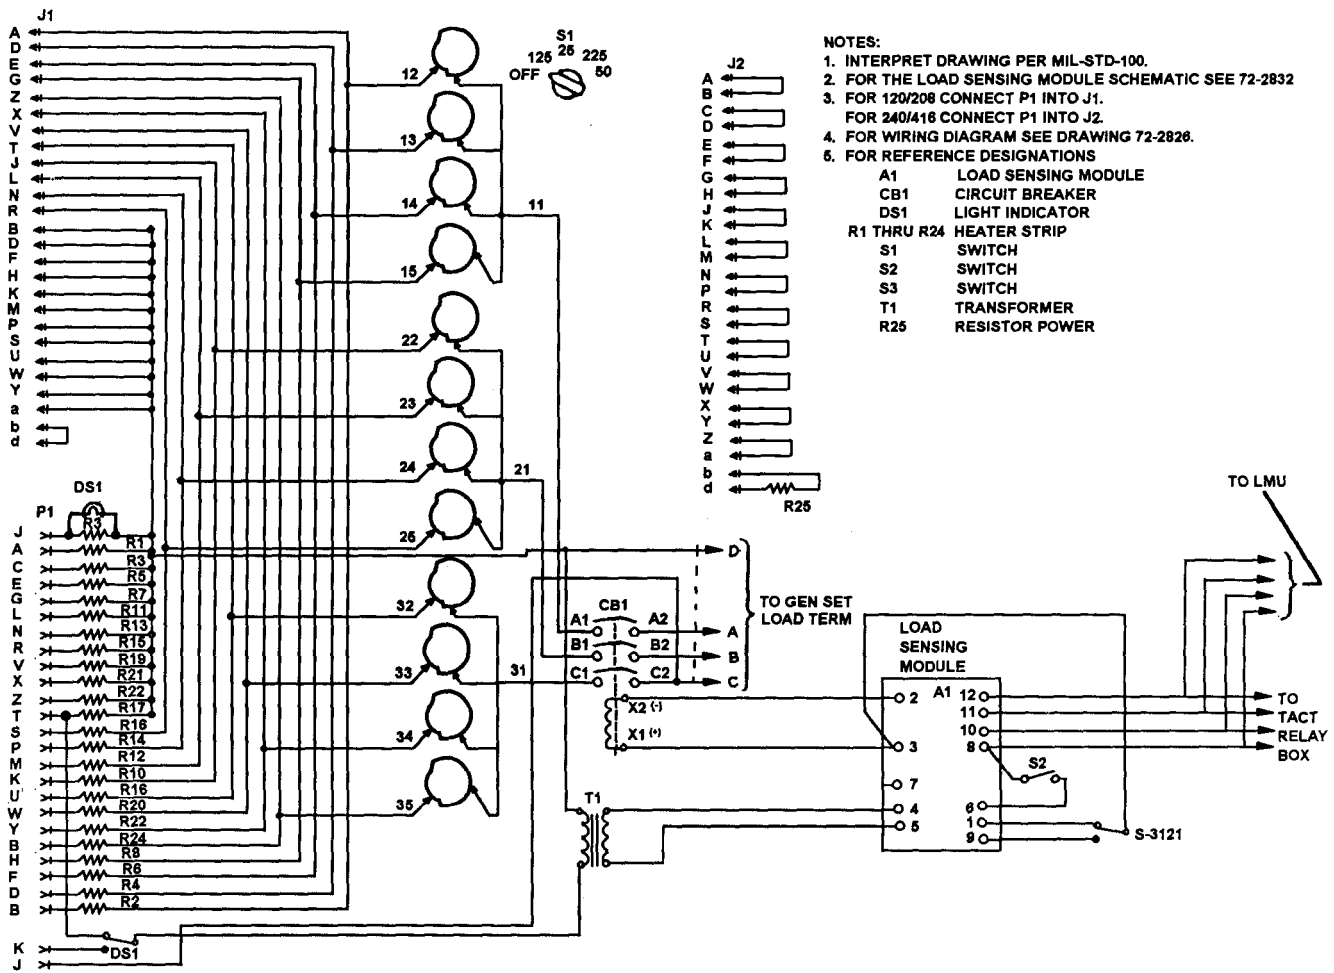 J1
A
D
E
G
Z
X
V
T
J
L
N
R
B
D
F
H
K
M
P
S
U
W
Y
a
b
d
12
13
14
15
11
22
23
24
25
21
32
33
34
35
31
S1
OFF 125 25 225 50
J2
A
B
C
D
E
F
G
H
J
K
L
M
N
P
R
S
T
U
V
W
X
Y
Z
a
b
d
R25
NOTES:
1. INTERPRET DRAWING PER MIL-STD-100.
2. FOR THE LOAD SENSING MODULE SCHEMATIC SEE 72-2832
3. FOR 120/208 CONNECT P1 INTO J1.
FOR 240/416 CONNECT P1 INTO J2.
4. FOR WIRING DIAGRAM SEE DRAWING 72-2826.
5. FOR REFERENCE DESIGNATIONS
A1 LOAD SENSING MODULE
CB1 CIRCUIT BREAKER
DS1 LIGHT INDICATOR
R1 THRU R24 HEATER STRIP
S1 SWITCH
S2 SWITCH
S3 SWITCH
T1 TRANSFORMER
R25 RESISTOR POWER
DS1
P1
R3
J
A R1
C R3
E R5
G R7
L R11
N R13
R R15
V R19
X R21
Z R22
T R17
S R16
P R14
M R12
K R10
U R16
W R20
Y R22
B R24
H R8
F R6
D R4
B R2
K
J
DS1
D
TO GEN SET
LOAD TERM
CB1
A1 A2 A
B1 B2 B
C1 C2 C
X2 (-)
X1 (+)
T1
LOAD
SENSING
MODULE
A1
2
3
7
4
5
12
11
10
8
6
1
9
S2
S-3121
TO LMU
TO
TACT
RELAY
BOX